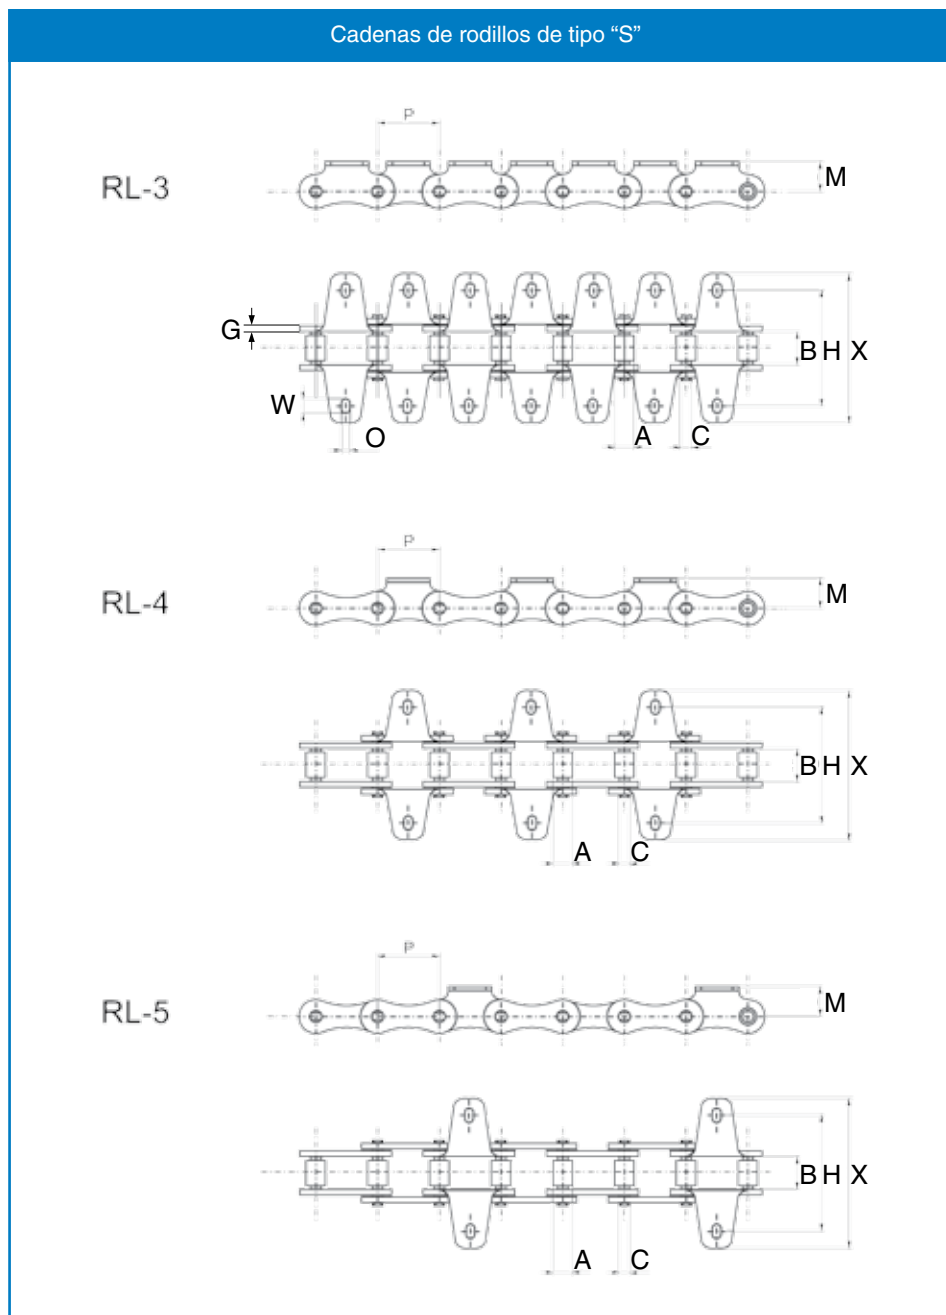 Cadenas de rodillos de tipo “S”
P
RL-3
M
G
B H X
W
O
A
C
P
RL-4
M
B H X
A
C
P
RL-5
M
B H X
A
C